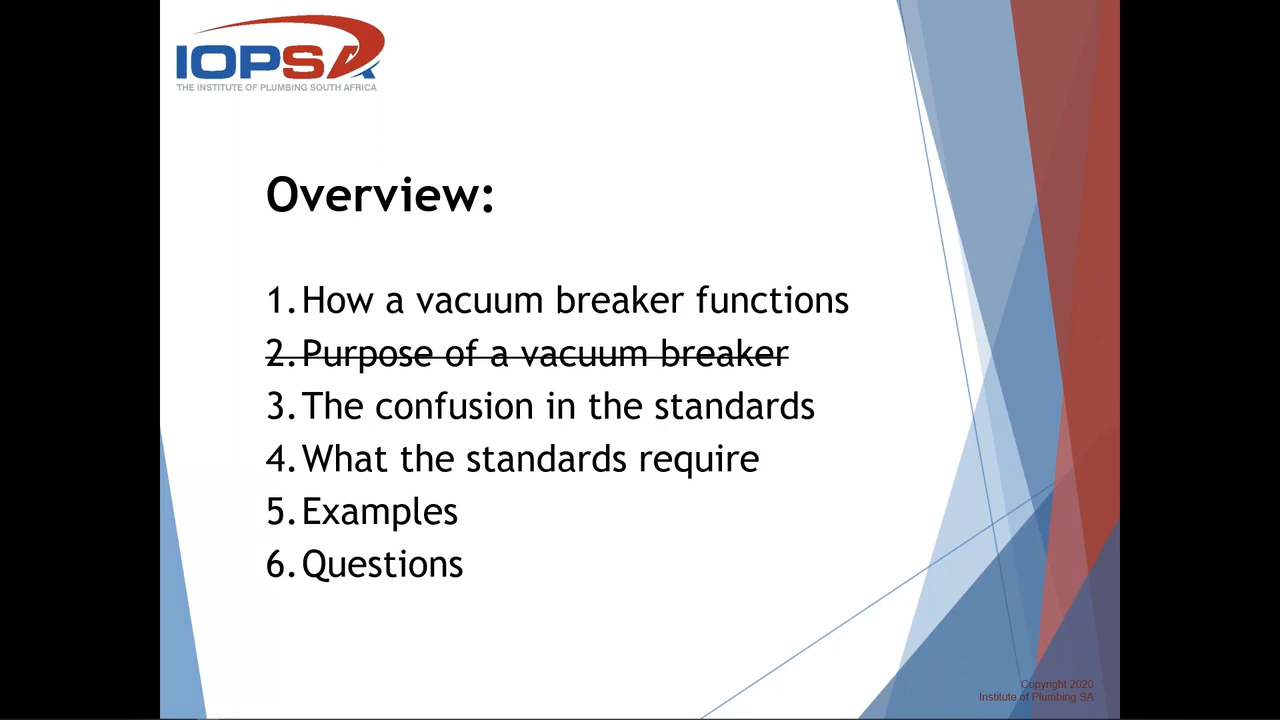 IOPSA
THE INSTITUTE OF PLUMBING SOUTH AFRICA
Overview:
1. How a vacuum breaker functions
2. Purpose of a vacuum breaker
3. The confusion in the standards
4. What the standards require
5. Examples
6. Questions
Copyright 2020
Institute of Plumbing SA